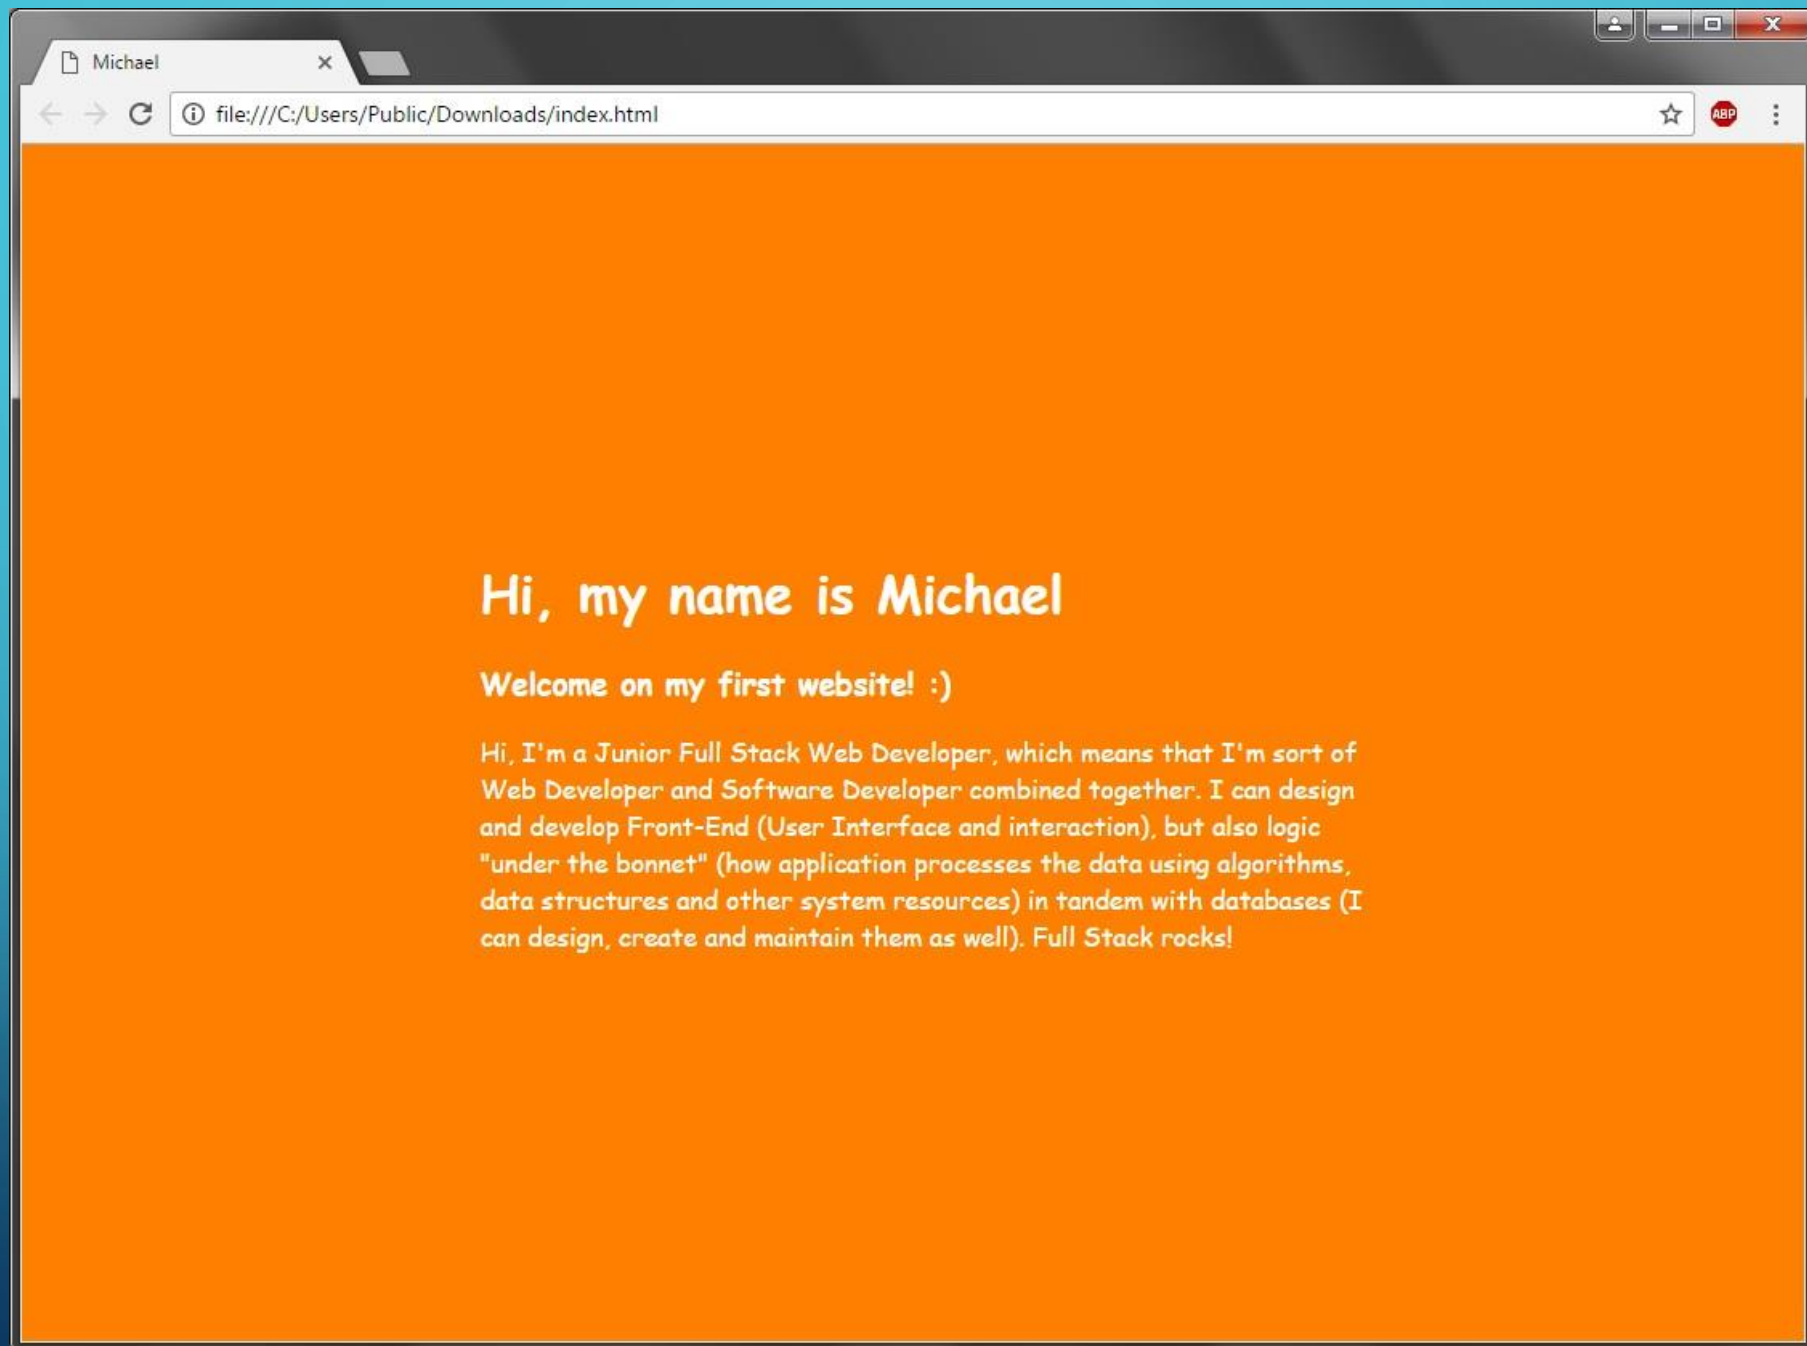 Michael
file:///C:/Users/Public/Downloads/index.html
ABP
Hi, my name is Michael
Welcome on my first website! :)
Hi, I'm a Junior Full Stack Web Developer, which means that I'm sort of
Web Developer and Software Developer combined together. I can design
and develop Front-End (User Interface and interaction), but also logic
"under the bonnet" (how application processes the data using algorithms,
data structures and other system resources) in tandem with databases (I
can design, create and maintain them as well). Full Stack rocks!